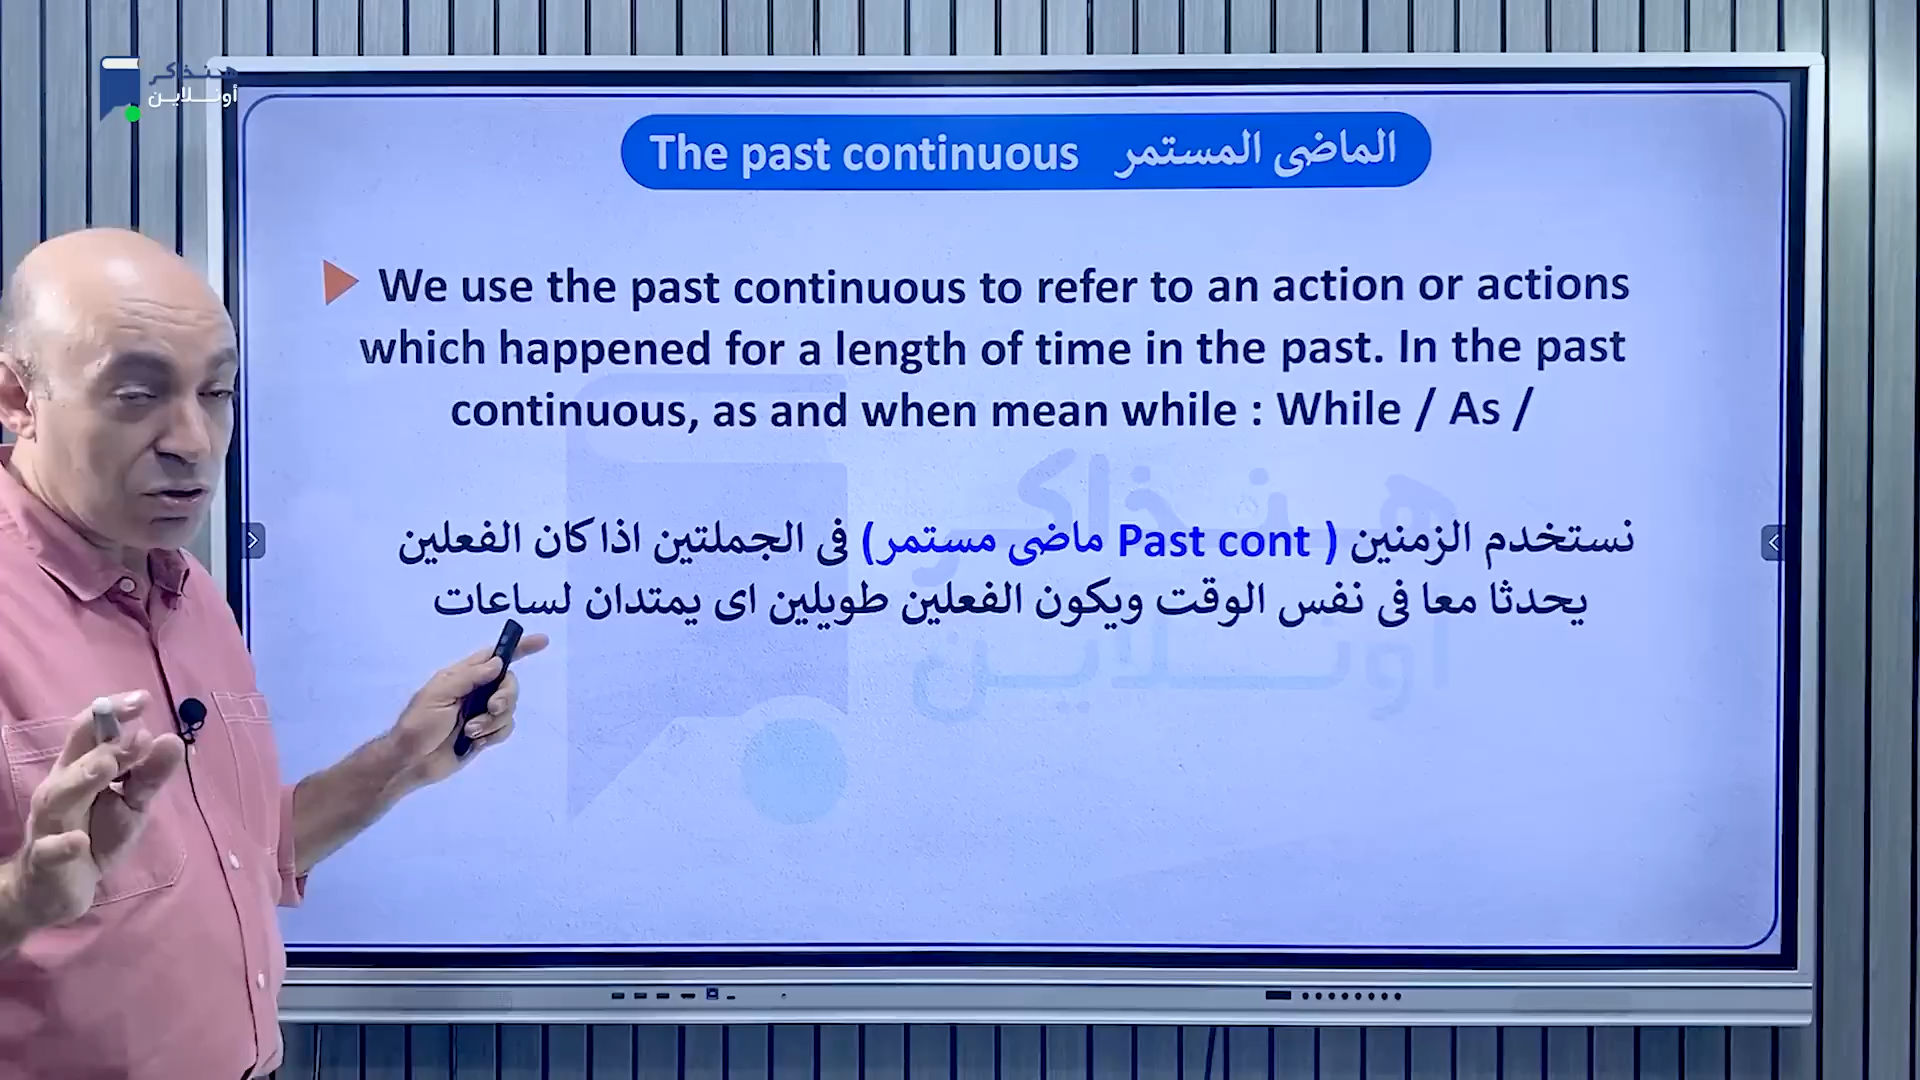 هنذاكر
أونلاين
The past continuous الماضى المستمر
We use the past continuous to refer to an action or actions
which happened for a length of time in the past. In the past
continuous, as and when mean while : While / As /
نستخدم الزمنين ( Past cont ماضى مستمر) فى الجملتين اذا كان الفعلين
يحدثا معا فى نفس الوقت ويكون الفعلين طويلين اى يمتدان لساعات
هنذاكر
أونلاين